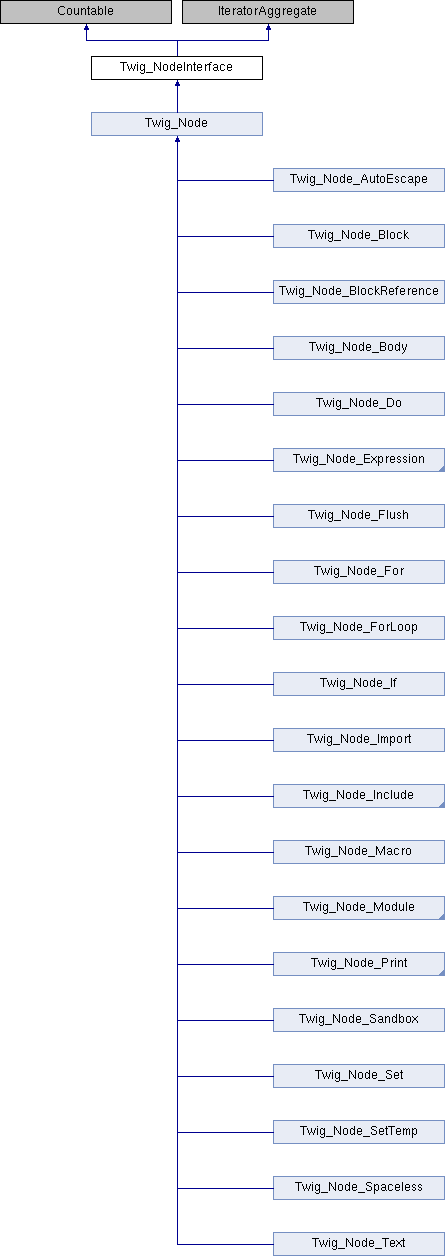 Countable
IteratorAggregate
Twig_NodeInterface
Twig_Node
Twig_Node_AutoEscape
Twig_Node_Block
Twig_Node_BlockReference
Twig_Node_Body
Twig_Node_Do
Twig_Node_Expression
Twig_Node_Flush
Twig_Node_For
Twig_Node_ForLoop
Twig_Node_If
Twig_Node_Import
Twig_Node_Include
Twig_Node_Macro
Twig_Node_Module
Twig_Node_Print
Twig_Node_Sandbox
Twig_Node_Set
Twig_Node_SetTemp
Twig_Node_Spaceless
Twig_Node_Text